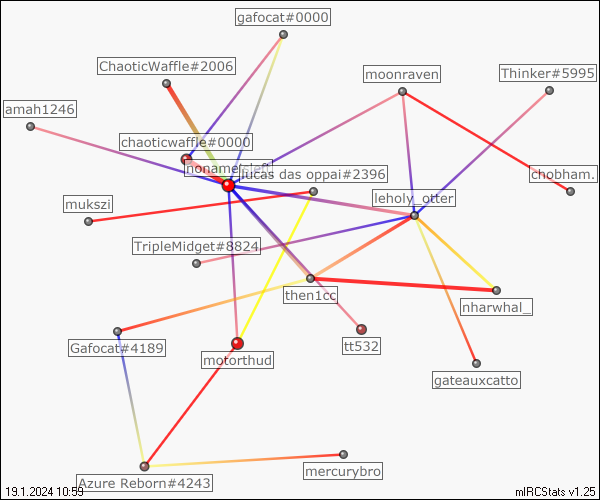 gafocat#0000
ChaoticWaffle#2006
moonraven
Thinker#5995
amah1246
chaoticwaffle#0000
lucas das oppai#2396
chobham.
leholy_otter
mukszi
TripleMidget#8824
then1cc
nharwhal_
Gafocat#4189
motorthud
tt532
gateauxcatto
Azure Reborn#4243
mercurybro
19.1.2024 10:59
mIRCStats v1.25